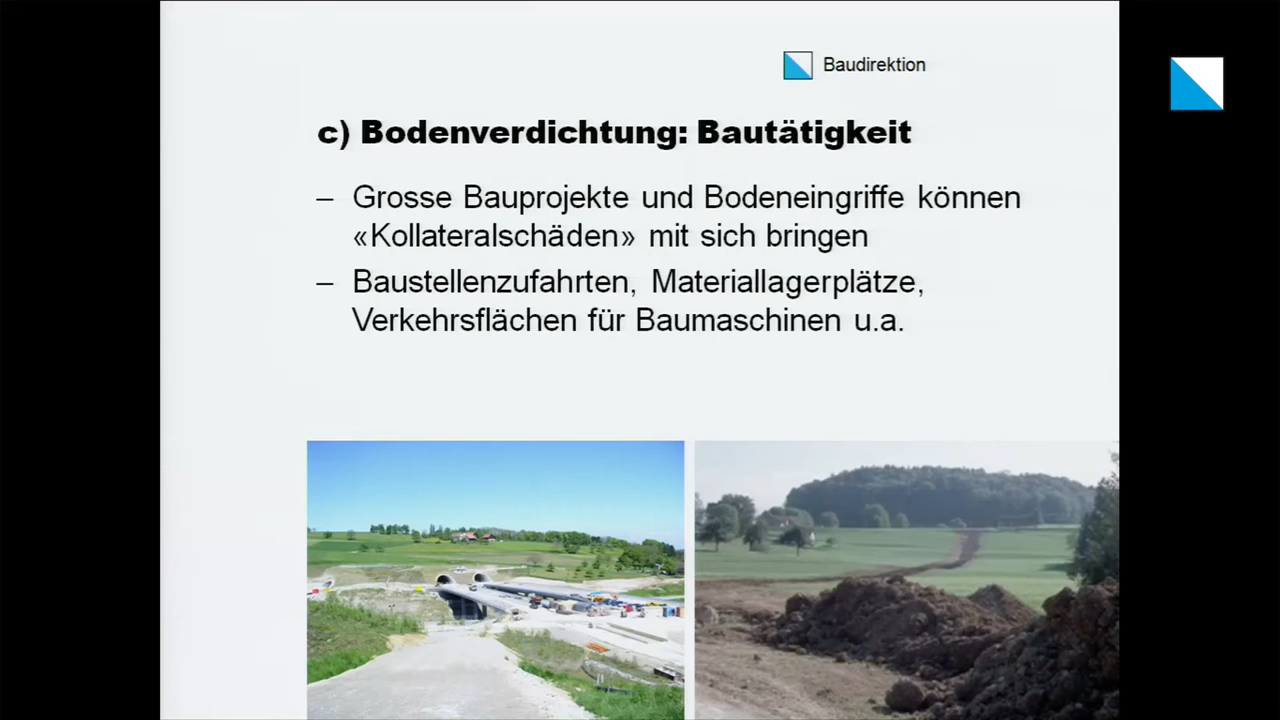 Baudirektion
c) Bodenverdichtung: Bautätigkeit
– Grosse Bauprojekte und Bodeneingriffe können
«Kollateralschäden» mit sich bringen
– Baustellenzufahrten, Materiallagerplätze,
Verkehrsflächen für Baumaschinen u.a.